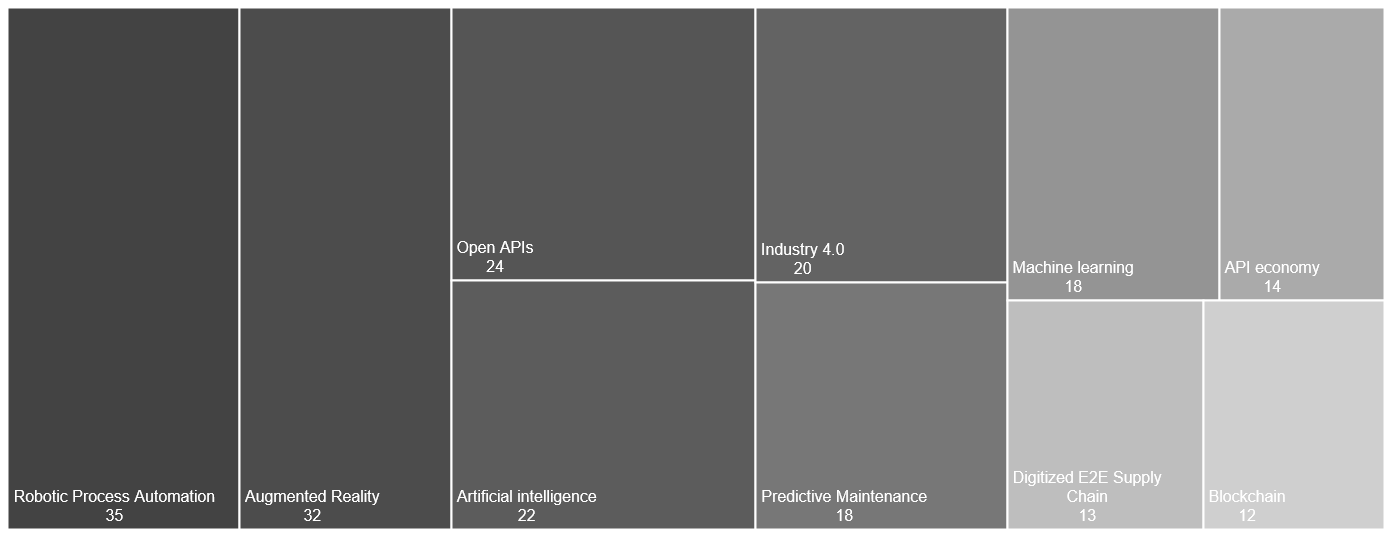 Robotic Process Automation
35
Augmented Reality
32
Open APIs
24
Artificial intelligence
22
Industry 4.0
20
Predictive Maintenance
18
Machine learning
18
API economy
14
Digitized E2E Supply
Chain
13
Blockchain
12